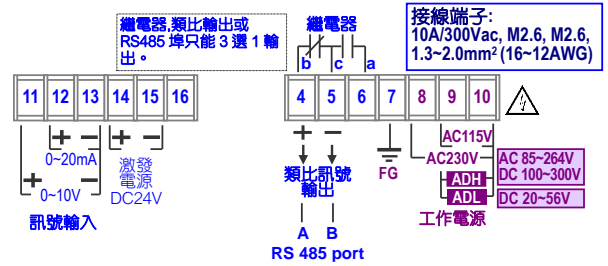 繼電器,類比輸出或
RS485 埠只能 3 選 1 輸
出。
繼電器
b c a
接線端子:
10A/300Vac, M2.6, M2.6,
1.3~2.0mm² (16~12AWG)
11 12 13 14 15 16
4 5 6 7 8 9 10
+ - + -
0~20mA
+ -
0~10V
激發
電源
DC24V
訊號輸入
+ -
類比訊號
輸出
A B
RS 485 port
FG
AC115V
AC230V
ADH
AC 85~264V
DC 100~300V
ADL
DC 20~56V
工作電源